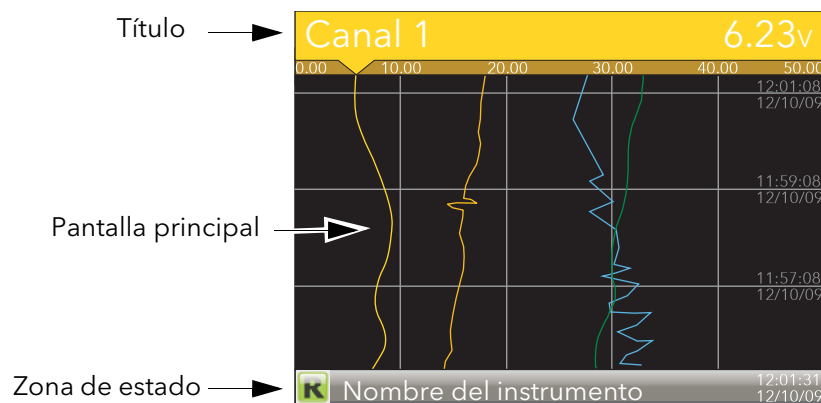 Título
Canal 1 6.23V
0.00 10.00 20.00 30.00 40.00 50.00
12:01:08
12/10/09
11:59:08
12/10/09
Pantalla principal
11:57:08
12/10/09
Zona de estado
Nombre del instrumento
12:01:31
12/10/09